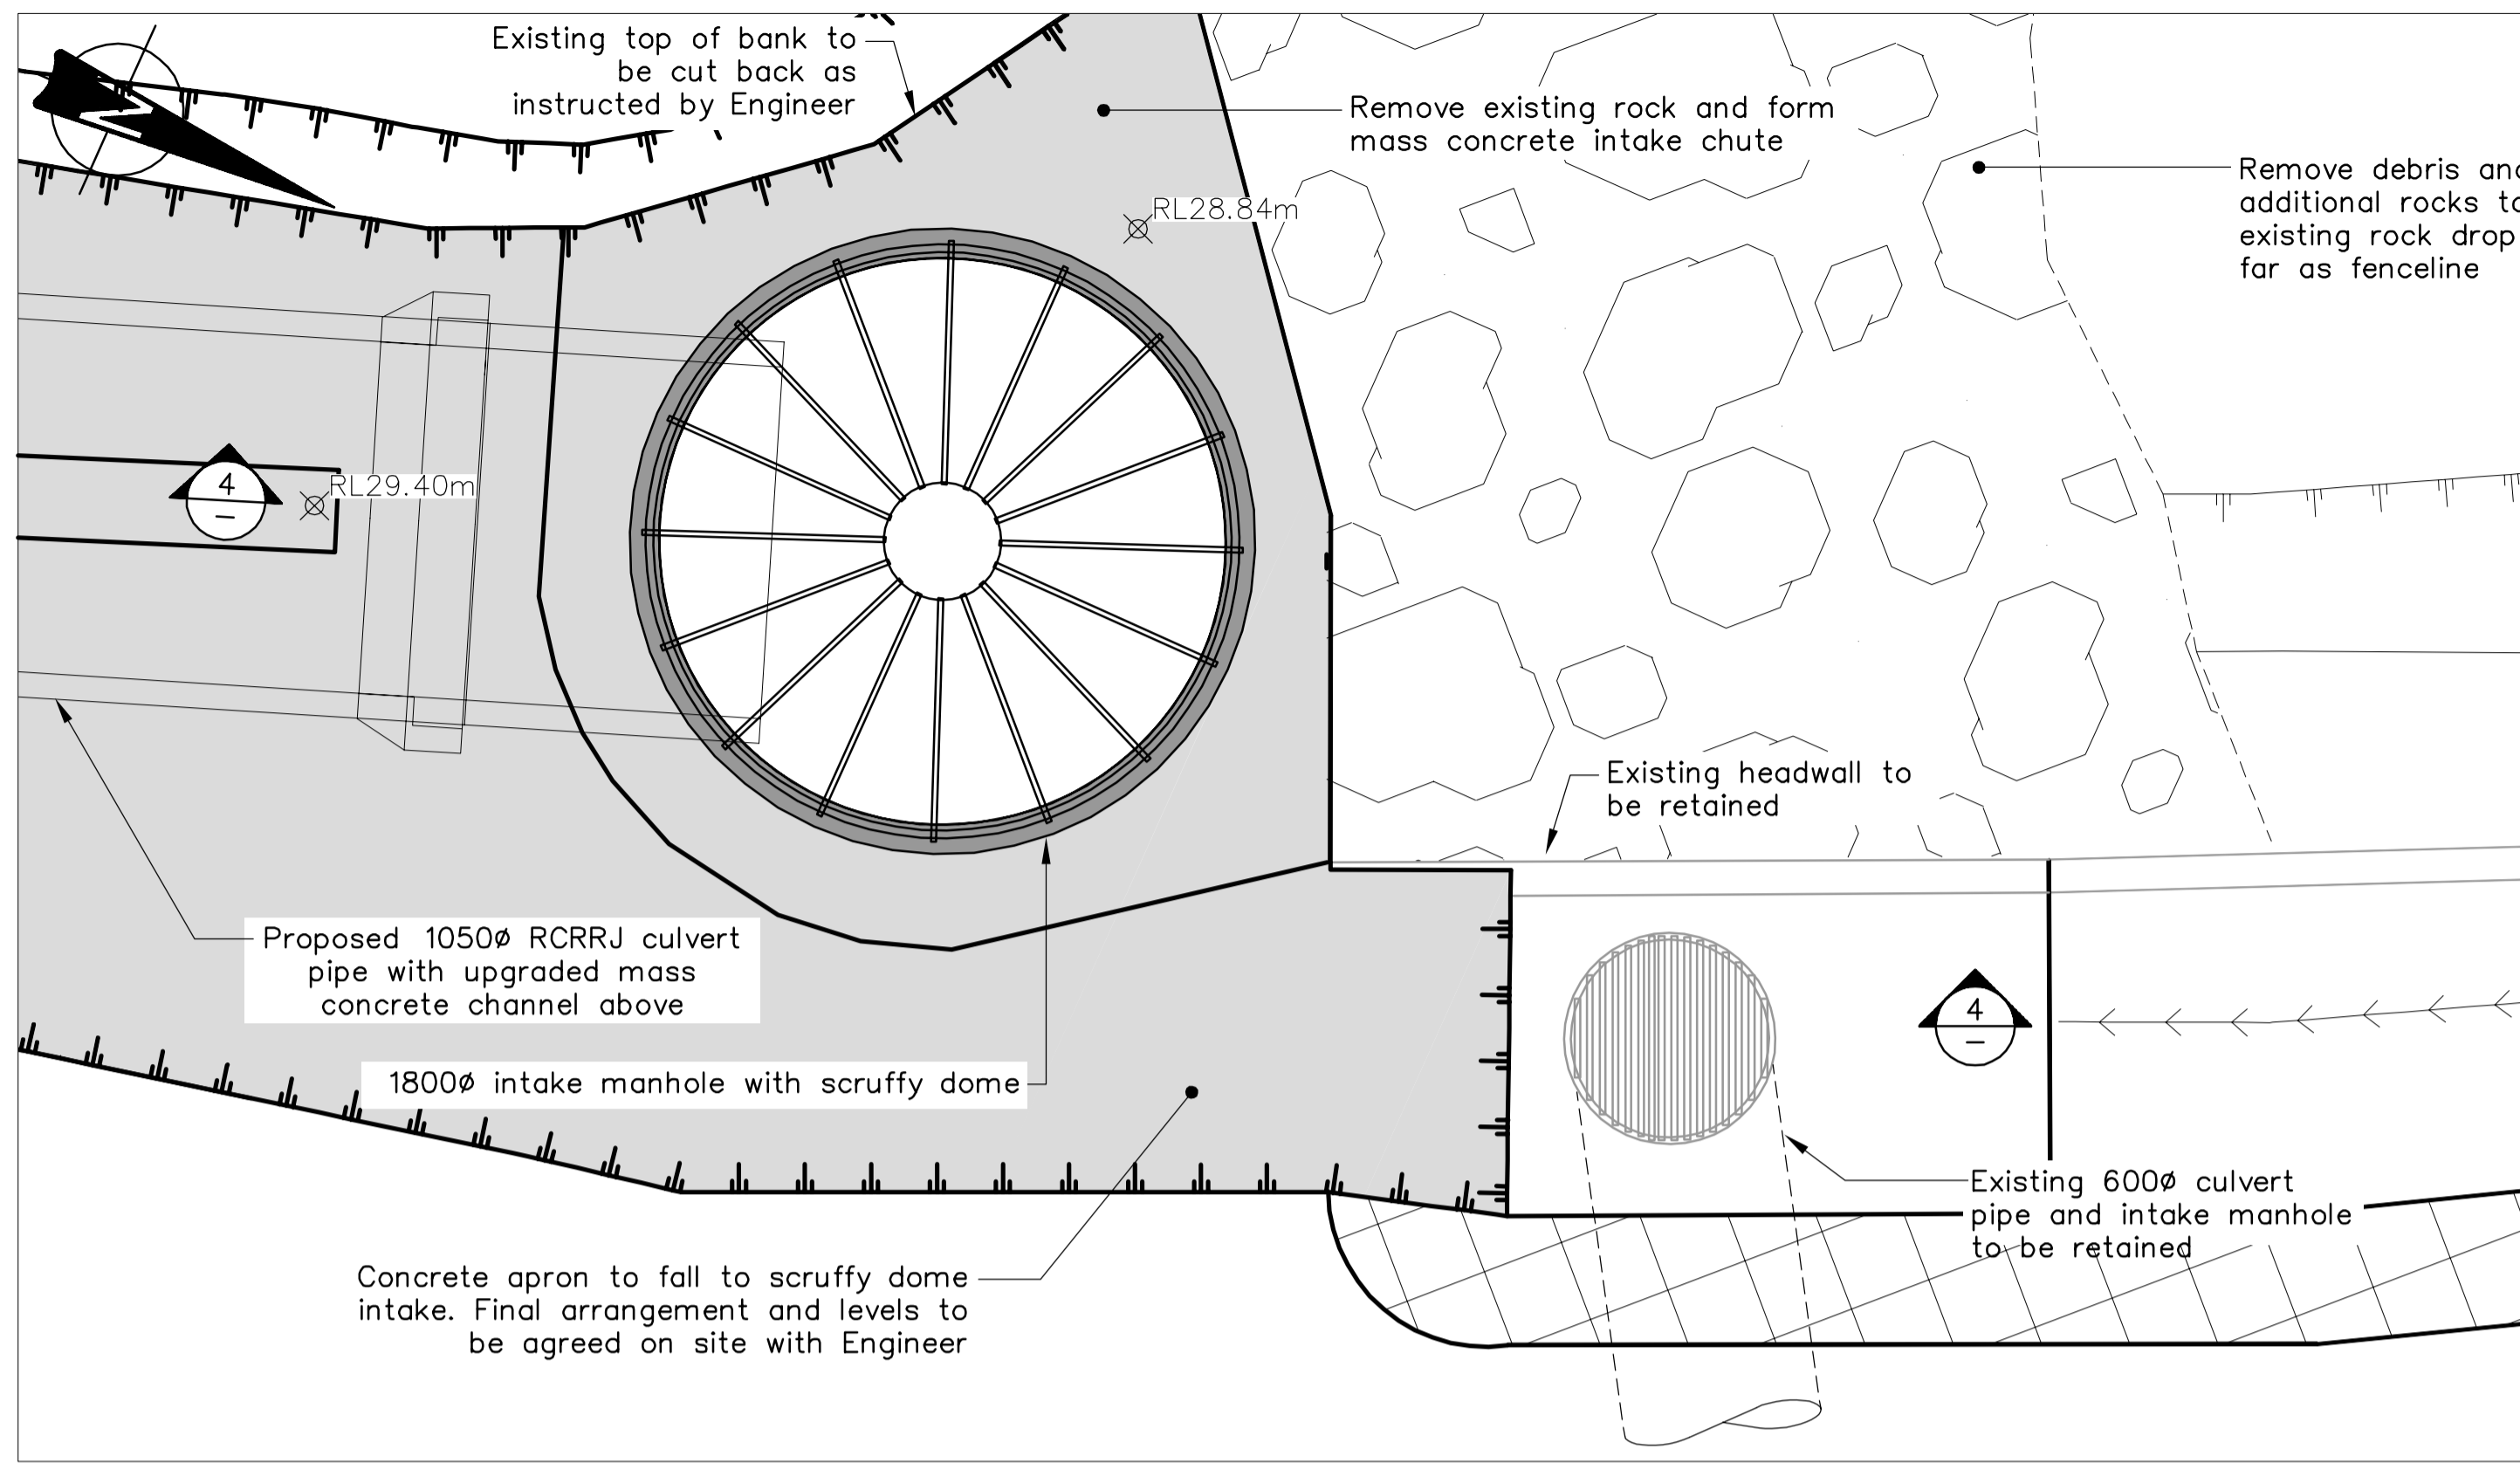 Existing top of bank to
be cut back as
instructed by Engineer
Remove existing rock and form
mass concrete intake chute
Remove debris and
additional rocks to
existing rock drop
far as fenceline
RL28.84m
4
–
RL29.40m
Existing headwall to
be retained
Proposed 1050ø RCRRJ culvert
pipe with upgraded mass
concrete channel above
1800ø intake manhole with scruffy dome
4
–
Existing 600ø culvert
pipe and intake manhole
to be retained
Concrete apron to fall to scruffy dome
intake. Final arrangement and levels to
be agreed on site with Engineer